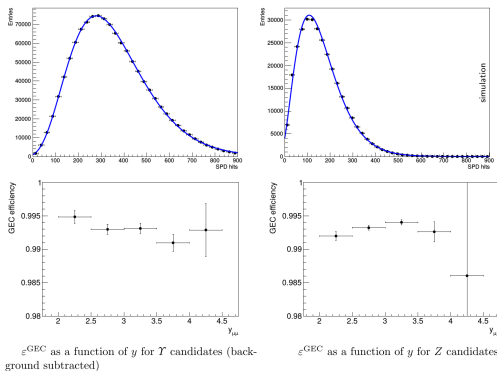 Entries
70000
60000
50000
40000
30000
20000
10000
0
0 100 200 300 400 500 600 700 800 900
SPD hits
Entries
30000
25000
20000
15000
10000
5000
0
0 100 200 300 400 500 600 700 800 900
SPD hits
simulation
GEC efficiency
1
0.995
0.99
0.985
0.98
2 2.5 3 3.5 4 4.5
yμμ
GEC efficiency
1
0.995
0.99
0.985
0.98
2 2.5 3 3.5 4 4.5
yμμ
εGEC as a function of y for ϒ candidates (back-
ground subtracted)
εGEC as a function of y for Z candidates